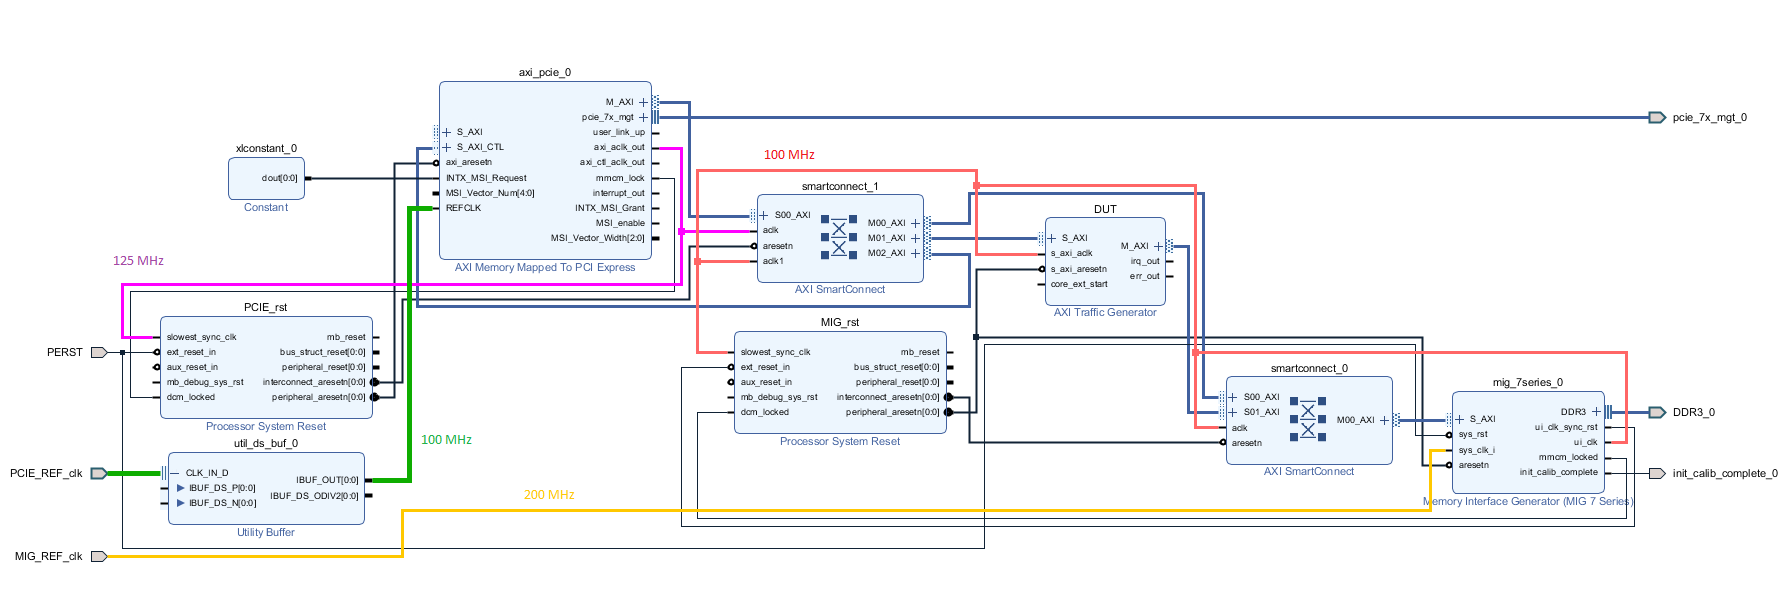 axi_pcie_0
M_AXI
pcie_7x_mgt
S_AXI
user_link_up
S_AXI_CTL
axi_aclk_out
axi_aresetn
axi_ctl_aclk_out
INTX_MSI_Request
mmcm_lock
MSI_Vector_Num[4:0]
interrupt_out
REFCLK
INTX_MSI_Grant
MSI_enable
MSI_Vector_Width[2:0]
AXI Memory Mapped To PCI Express
pcie_7x_mgt_0
xlconstant_0
dout[0:0]
Constant
100 MHz
smartconnect_1
S00_AXI
aclk
aresetn
aclk1
M00_AXI
M01_AXI
M02_AXI
AXI SmartConnect
DUT
S_AXI
s_axi_aclk
s_axi_aresetn
core_ext_start
M_AXI
irq_out
err_out
AXI Traffic Generator
125 MHz
PCIE_rst
slowest_sync_clk
ext_reset_in
aux_reset_in
mb_debug_sys_rst
dcm_locked
mb_reset
bus_struct_reset[0:0]
peripheral_reset[0:0]
interconnect_aresetn[0:0]
peripheral_aresetn[0:0]
Processor System Reset
PERST
MIG_rst
slowest_sync_clk
ext_reset_in
aux_reset_in
mb_debug_sys_rst
dcm_locked
mb_reset
bus_struct_reset[0:0]
peripheral_reset[0:0]
interconnect_aresetn[0:0]
peripheral_aresetn[0:0]
Processor System Reset
smartconnect_0
S00_AXI
S01_AXI
aclk
aresetn
M00_AXI
AXI SmartConnect
mig_7series_0
S_AXI
sys_rst
sys_clk_i
aresetn
DDR3
ui_clk_sync_rst
ui_clk
mmcm_locked
init_calib_complete
Memory Interface Generator (MIG 7 Series)
DDR3_0
init_calib_complete_0
util_ds_buf_0
CLK_IN_D
IBUF_DS_P[0:0]
IBUF_DS_N[0:0]
IBUF_OUT[0:0]
IBUF_DS_ODIV2[0:0]
Utility Buffer
PCIE_REF_clk
100 MHz
200 MHz
MIG_REF_clk